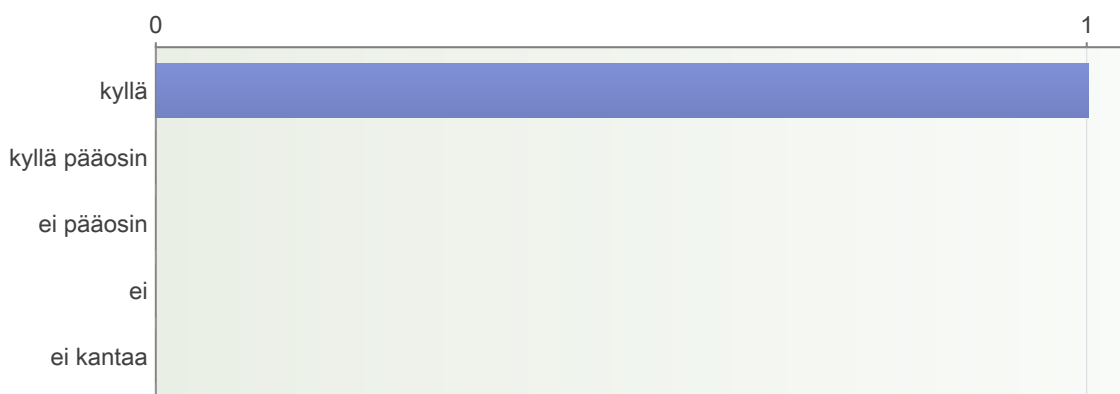 0 1
kyllä
kyllä pääosin
ei pääosin
ei
ei kantaa